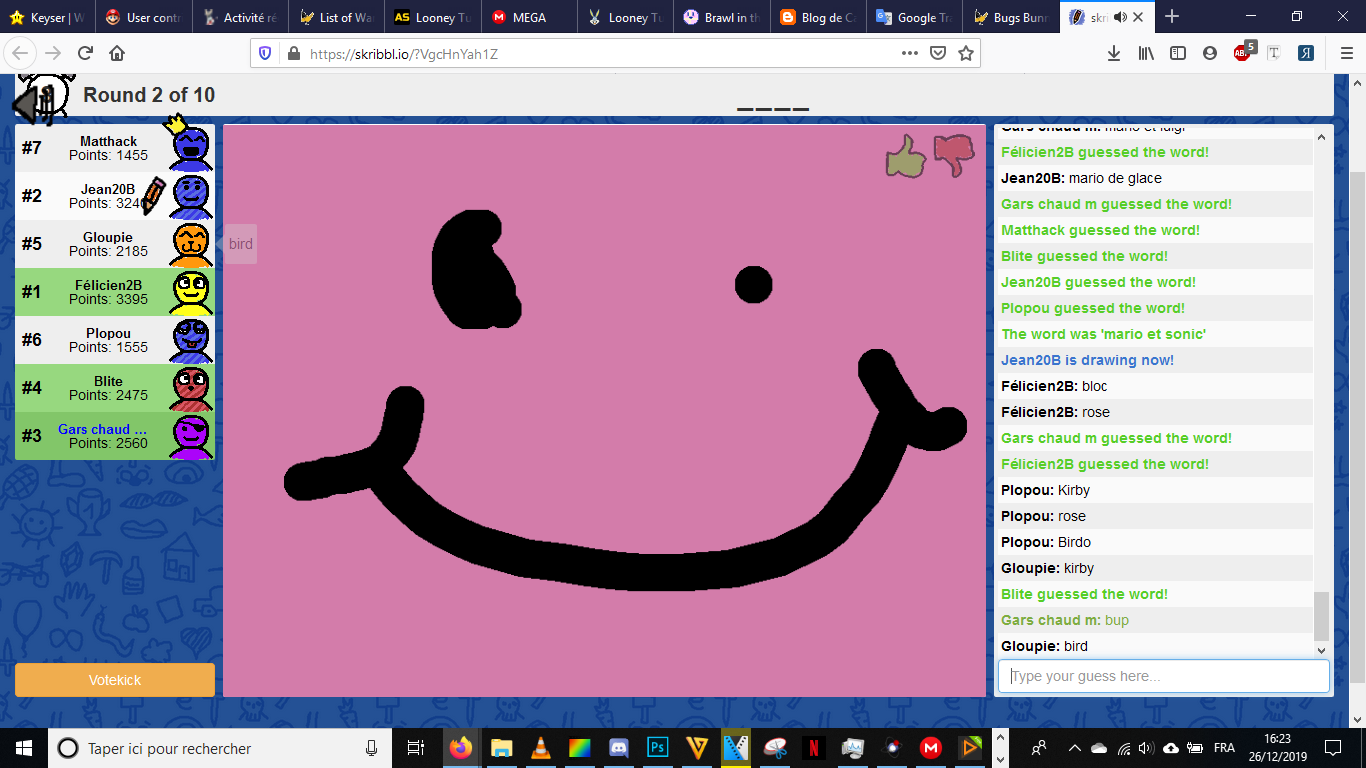 Keyser | W
User contr
Activité ré
List of Wa
Looney Tu
MEGA
Looney Tu
Brawl in th
Blog de Ca
Google Tra
Bugs Bunn
skri
https://skribbl.io/?VgcHnYah1Z
5
Round 2 of 10
____
#7 Matthack
Points: 1455
#2 Jean20B
Points: 3240
#5 Gloupie
Points: 2185
bird
#1 Félicien2B
Points: 3395
#6 Plopou
Points: 1555
#4 Blite
Points: 2475
#3 Gars chaud ...
Points: 2560
Votekick
Gars chaud m: mario et luigi
Félicien2B guessed the word!
Jean20B: mario de glace
Gars chaud m guessed the word!
Matthack guessed the word!
Blite guessed the word!
Jean20B guessed the word!
Plopou guessed the word!
The word was 'mario et sonic'
Jean20B is drawing now!
Félicien2B: bloc
Félicien2B: rose
Gars chaud m guessed the word!
Félicien2B guessed the word!
Plopou: Kirby
Plopou: rose
Plopou: Birdo
Gloupie: kirby
Blite guessed the word!
Gars chaud m: bup
Gloupie: bird
Type your guess here...
Taper ici pour rechercher
FRA
16:23
26/12/2019